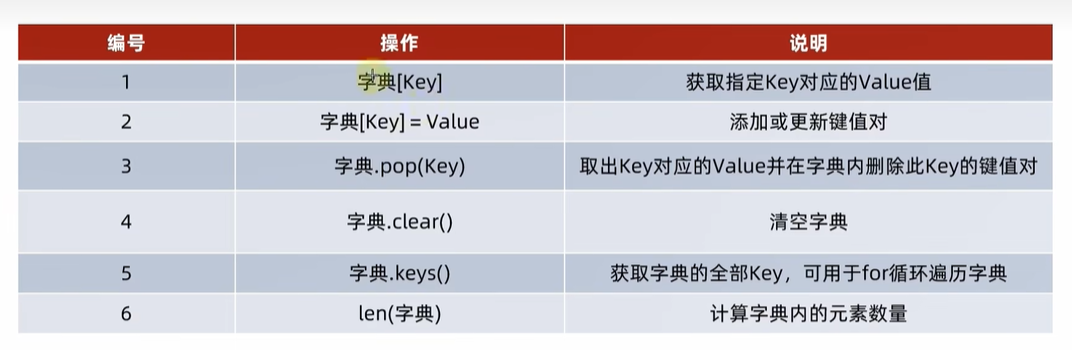 编号 操作 说明
1 字典[Key] 获取指定Key对应的Value值
2 字典[Key] = Value 添加或更新键值对
3 字典.pop(Key) 取出Key对应的Value并在字典内删除此Key的键值对
4 字典.clear() 清空字典
5 字典.keys() 获取字典的全部Key，可用于for循环遍历字典
6 len(字典) 计算字典内的元素数量